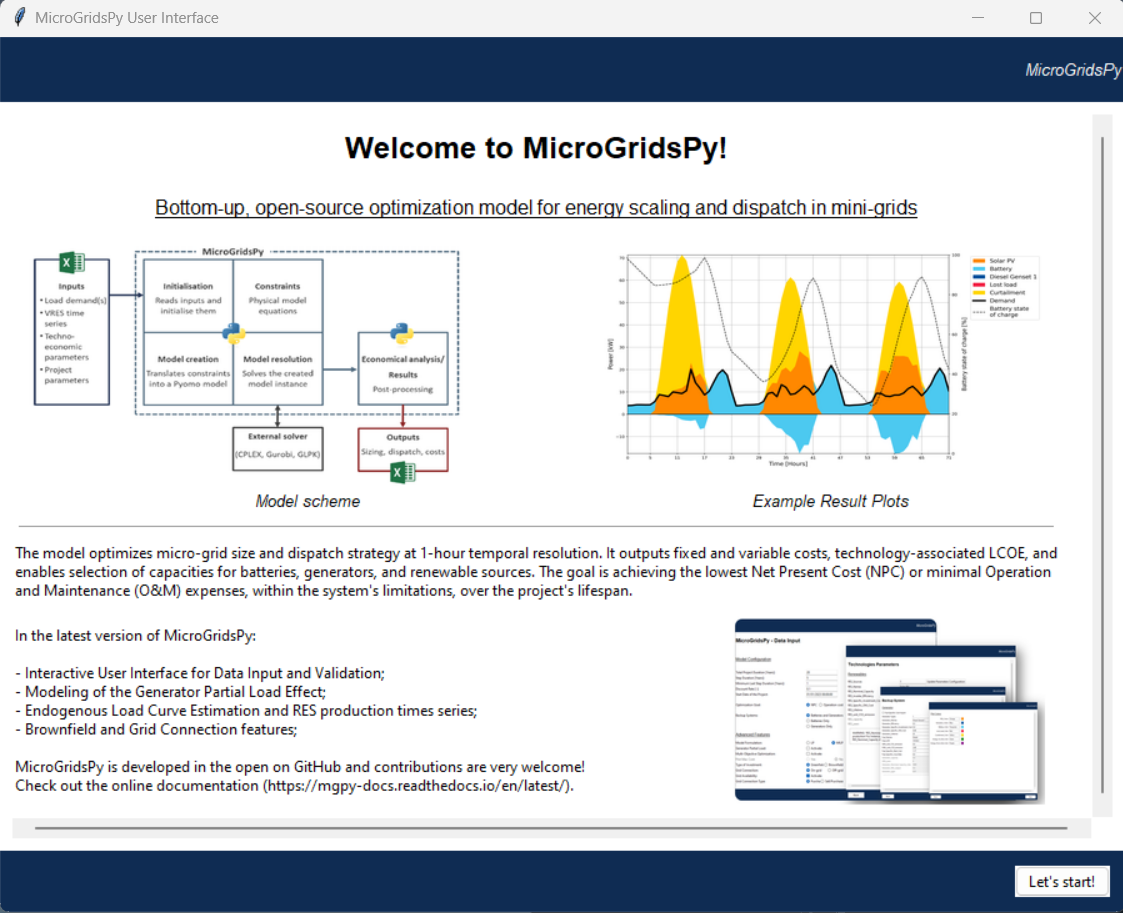 MicroGridsPy User Interface
MicroGridsPy
Welcome to MicroGridsPy!
Bottom-up, open-source optimization model for energy scaling and dispatch in mini-grids
MicroGridsPy
Inputs
• Load demand(s)
• VRES time
series
• Techno-
economic
parameters
• Project
parameters
Initialisation
Reads inputs and
initialise them
Constraints
Physical model
equations
Model creation
Translates constraints
into a Pyomo model
Model resolution
Solves the created
model instance
Economical analysis/
Results
Post-processing
External solver
(CPLEX, Gurobi, GLPK)
Outputs
Sizing, dispatch, costs
Model scheme
Power [kW]
Time [Hours]
Battery state of charge [%]
Solar PV
Battery
Diesel Genset 1
Lost load
Curtailment
Demand
Battery state
of charge
Example Result Plots
The model optimizes micro-grid size and dispatch strategy at 1-hour temporal resolution. It outputs fixed and variable costs, technology-associated LCOE, and
enables selection of capacities for batteries, generators, and renewable sources. The goal is achieving the lowest Net Present Cost (NPC) or minimal Operation
and Maintenance (O&M) expenses, within the system's limitations, over the project's lifespan.
In the latest version of MicroGridsPy:
- Interactive User Interface for Data Input and Validation;
- Modeling of the Generator Partial Load Effect;
- Endogenous Load Curve Estimation and RES production times series;
- Brownfield and Grid Connection features;
MicroGridsPy is developed in the open on GitHub and contributions are very welcome!
Check out the online documentation (https://mgpy-docs.readthedocs.io/en/latest/).
MicroGridsPy - Data Input
Model Configuration
Advanced Features
Technologies Parameters
Let's start!